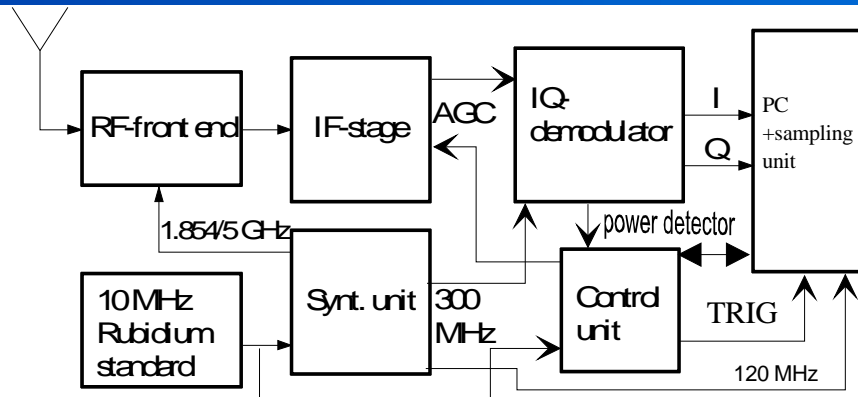 RF-front end
IF-stage
AGC
IQ-
demodulator
I
Q
PC
+sampling
unit
1.854/5 GHz
power detector
10 MHz
Rubidium
standard
Synt. unit
300
MHz
Control
unit
TRIG
120 MHz